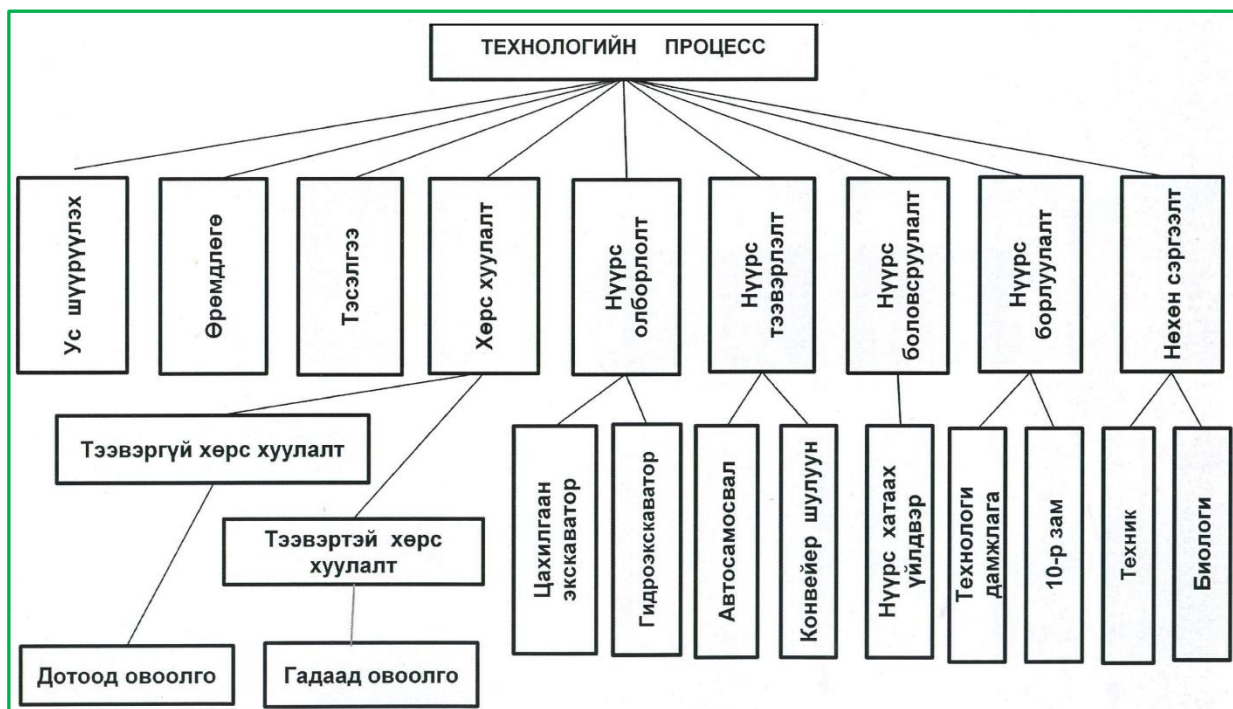 ТЕХНОЛОГИЙН ПРОЦЕСС
Ус шүүрүүлэх
Өрөмдлөгө
Тэсэлгээ
Хөрс хуулалт
Нүүрс
олборлолт
Нүүрс
тээвэрлэлт
Нүүрс
боловсруулалт
Нүүрс
борлуулалт
Нөхөн сэргээлт
Тээвэргүй хөрс хуулалт
Тээвэртэй хөрс
хуулалт
Дотоод овоолго
Гадаад овоолго
Цахилгаан
экскаватор
Гидроэкскаватор
Автосамосвал
Конвейер шулуун
Нүүрс хатаах
үйлдвэр
Технологи
дамжлага
10-р зам
Техник
Биологи